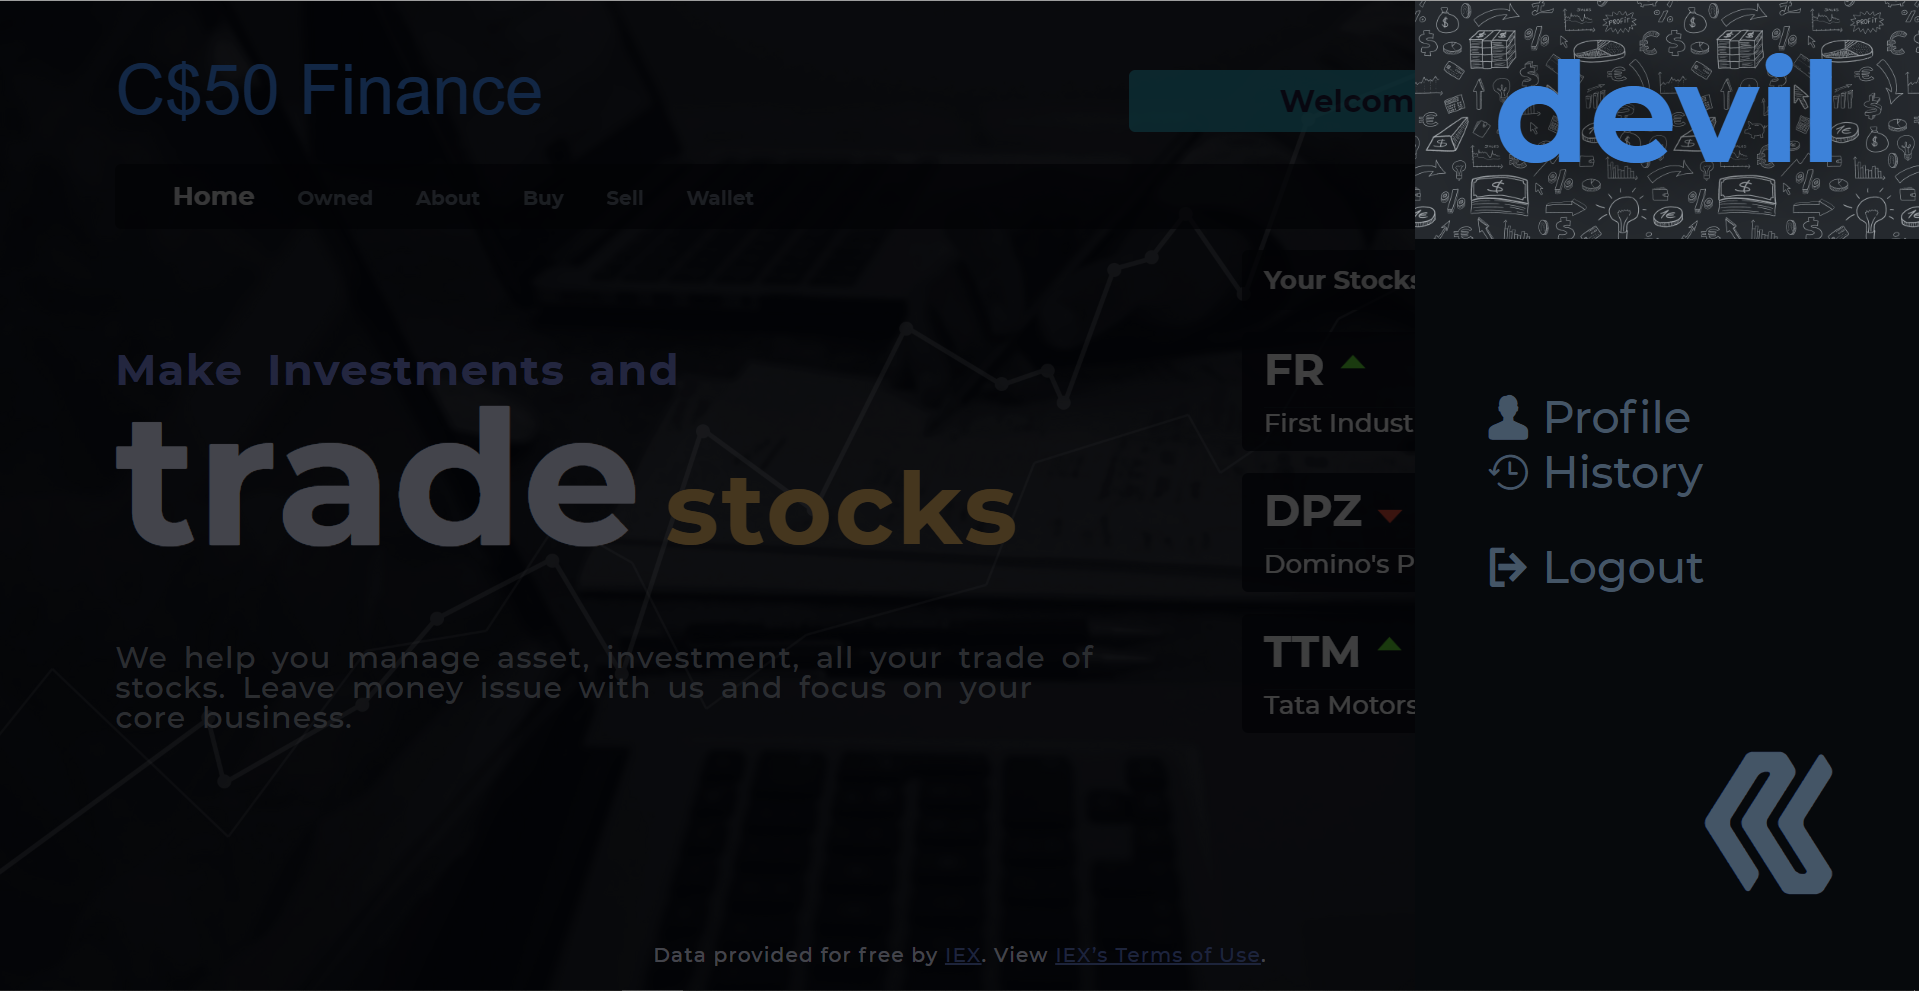 C$50 Finance
Welcom
devil
Home Owned About Buy Sell Wallet
Your Stocks
Make Investments and
trade stocks
FR
First Indust
DPZ
Domino's P
TTM
Tata Motors
Profile
History
Logout
We help you manage asset, investment, all your trade of
stocks. Leave money issue with us and focus on your
core business.
Data provided for free by IEX. View IEX's Terms of Use.